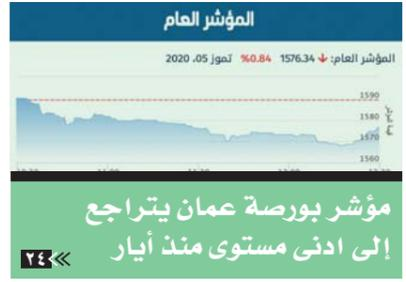 المؤشر العام
المؤشر العام: ↓ 1576.34 %0.84 تموز 05، 2020
1590
1580
1570
1560
مؤشر بورصة عمان يتراجع
إلى ادنى مستوى منذ أيار
٢٤